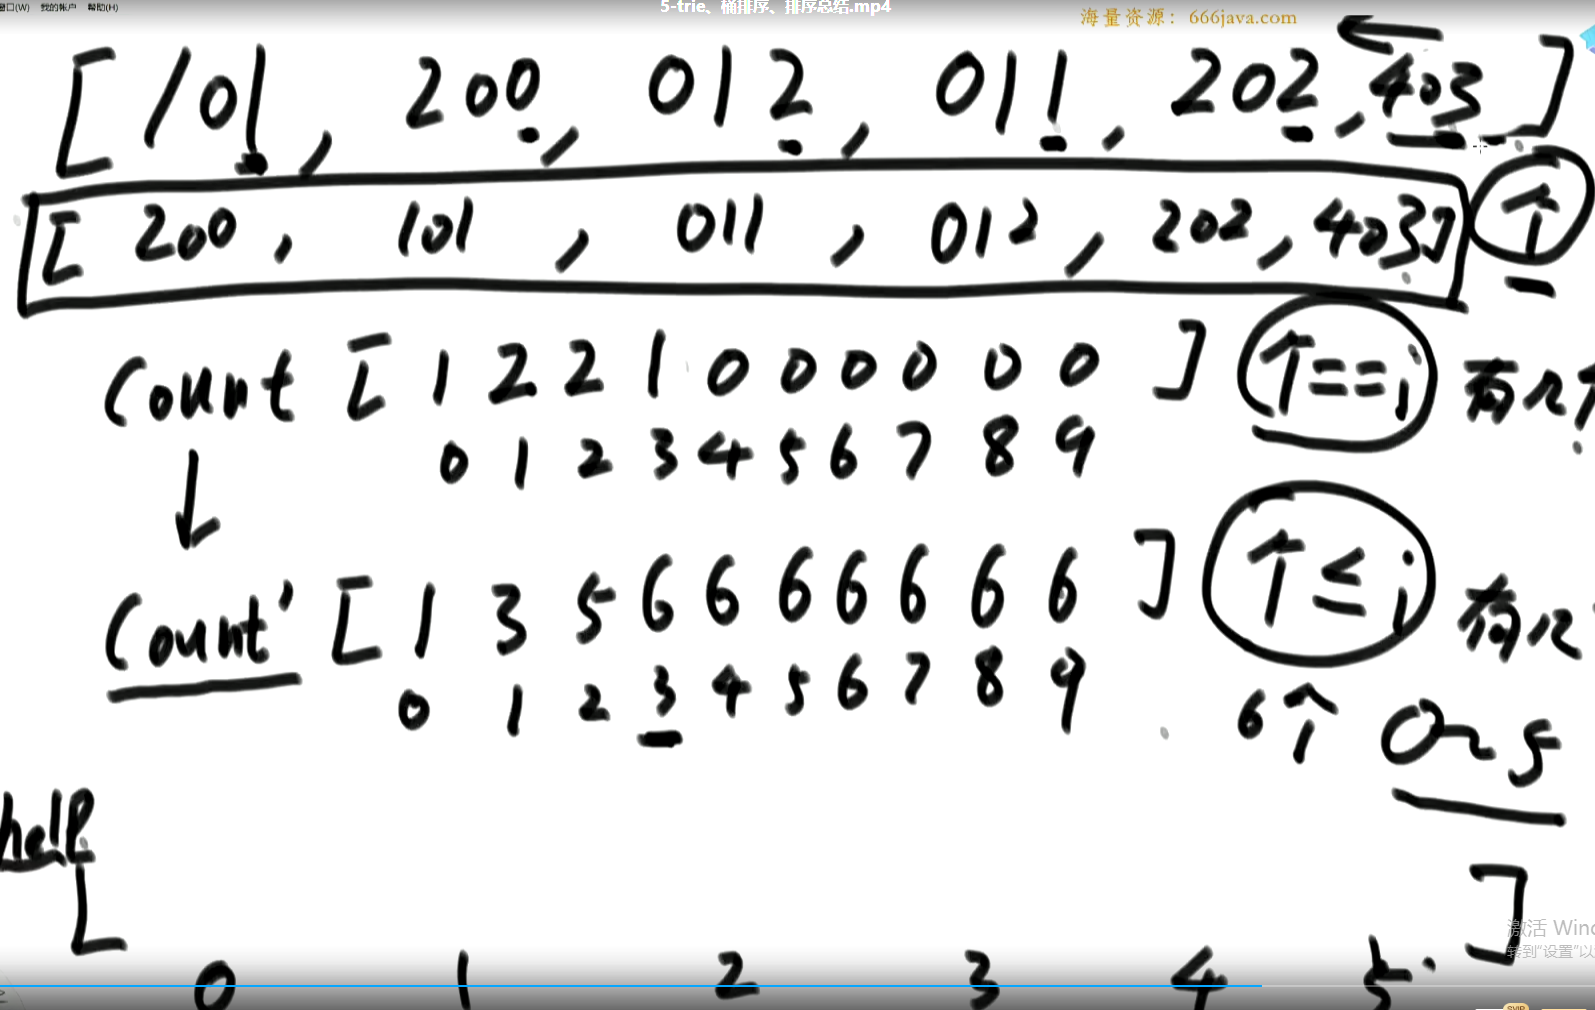 窗口(W) 我的帐户 帮助(H)
5-trie、桶排序、排序总结.mp4
海量资源：666java.com
[ 101 , 200 , 012 , 011 , 202 , 403 ]
[ 200 , 101 , 011 , 012 , 202 , 403 ] 个
Count [ 1 2 2 1 0 0 0 0 0 0 ] 个==i 有几个
0 1 2 3 4 5 6 7 8 9
Count' [ 1 3 5 6 6 6 6 6 6 6 ] 个≤i 有几
0 1 2 3 4 5 6 7 8 9 6个 0~5
help
[ ]
0 1 2 3 4 5
激活 Wind
转到"设置"以
SVIP